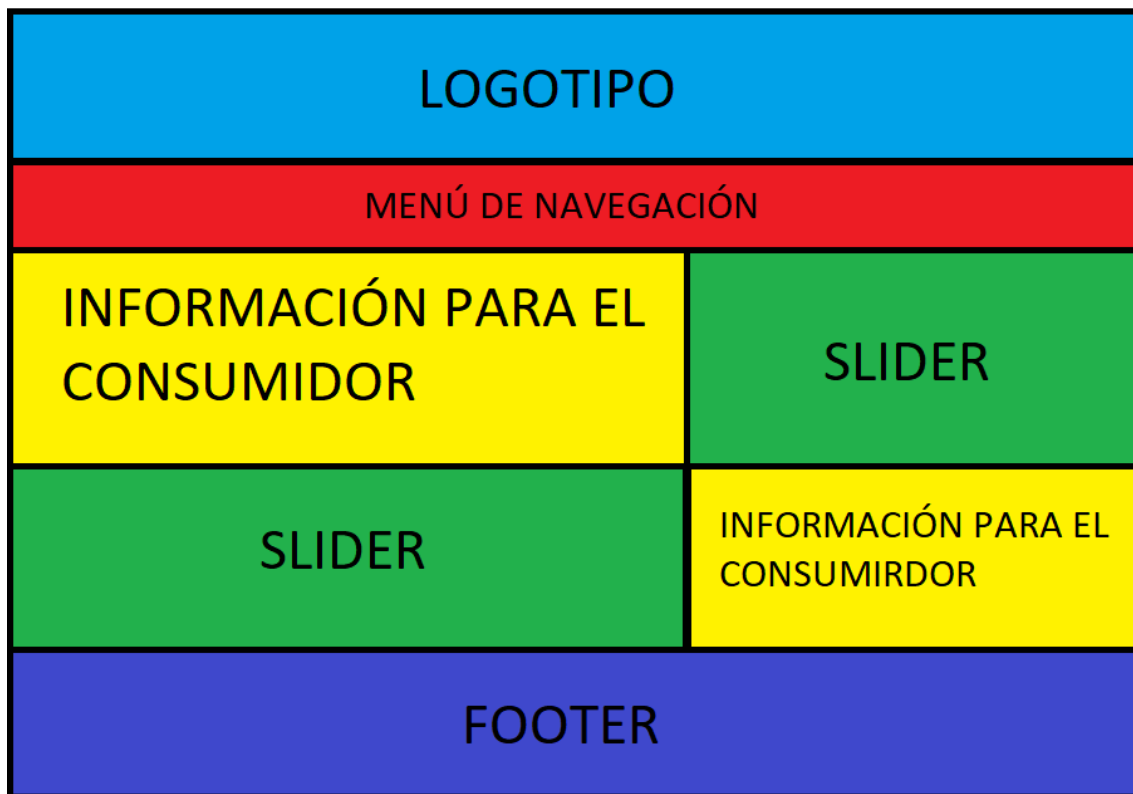 LOGOTIPO
MENÚ DE NAVEGACIÓN
INFORMACIÓN PARA EL
CONSUMIDOR
SLIDER
SLIDER
INFORMACIÓN PARA EL
CONSUMIRDOR
FOOTER